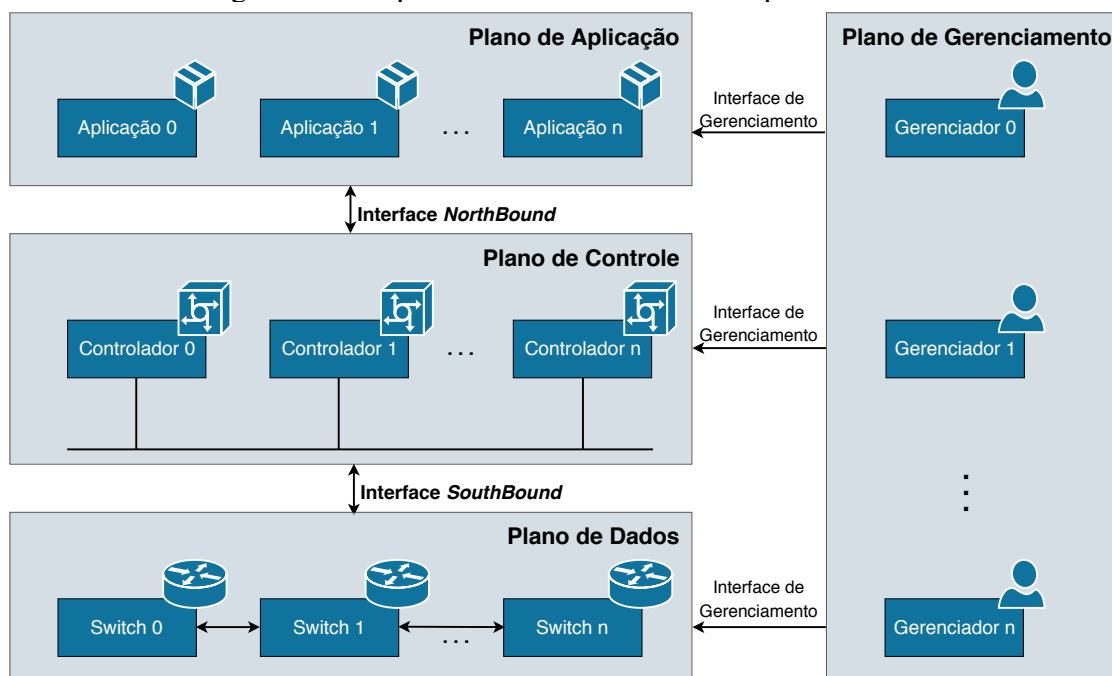 Plano de Aplicação
Aplicação 0
Aplicação 1
. . .
Aplicação n
Interface de
Gerenciamento
Plano de Gerenciamento
Gerenciador 0
Interface NorthBound
Plano de Controle
Controlador 0
Controlador 1
. . .
Controlador n
Interface de
Gerenciamento
Gerenciador 1
Interface SouthBound
Plano de Dados
Switch 0
Switch 1
. . .
Switch n
Interface de
Gerenciamento
Gerenciador n